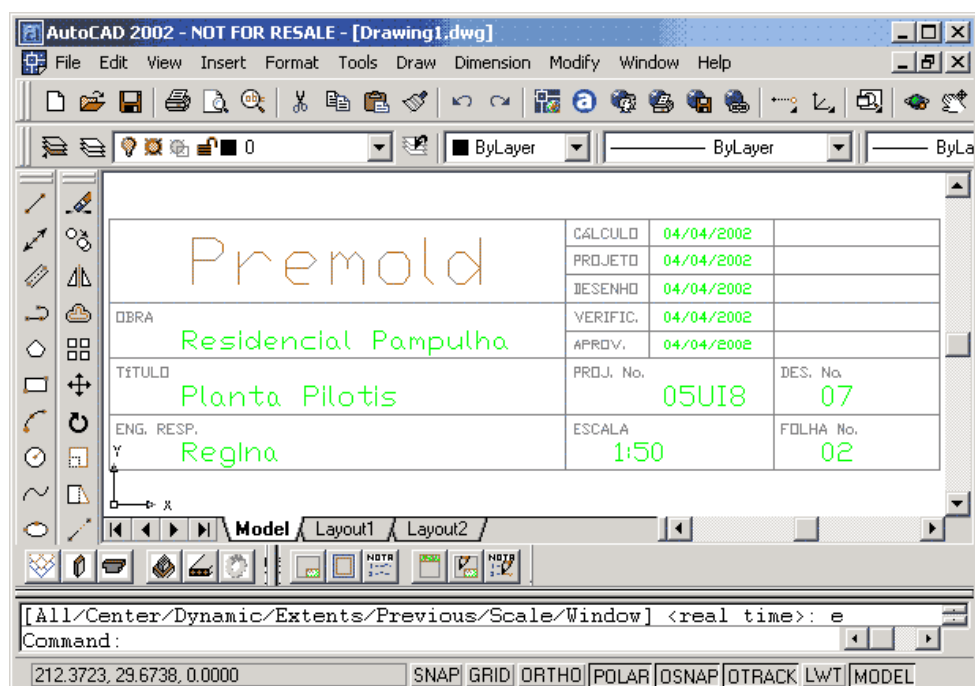 AutoCAD 2002 - NOT FOR RESALE - [Drawing1.dwg]
File Edit View Insert Format Tools Draw Dimension Modify Window Help
0 ByLayer ByLayer ByLa
Premold
CÁLCULO 04/04/2002
PROJETO 04/04/2002
DESENHO 04/04/2002
OBRA
Residencial Pampulha
VERIFIC. 04/04/2002
APROV. 04/04/2002
TíTULO
Planta Pilotis
PROJ. No.
05UI8
DES. No.
07
ENG. RESP.
RegIna
ESCALA
1:50
FOLHA No.
02
Y
X
Model Layout1 Layout2
NOTA NOTA
[All/Center/Dynamic/Extents/Previous/Scale/Window] <real time>: e
Command:
212.3723, 29.6738, 0.0000 SNAP GRID ORTHO POLAR OSNAP OTRACK LWT MODEL